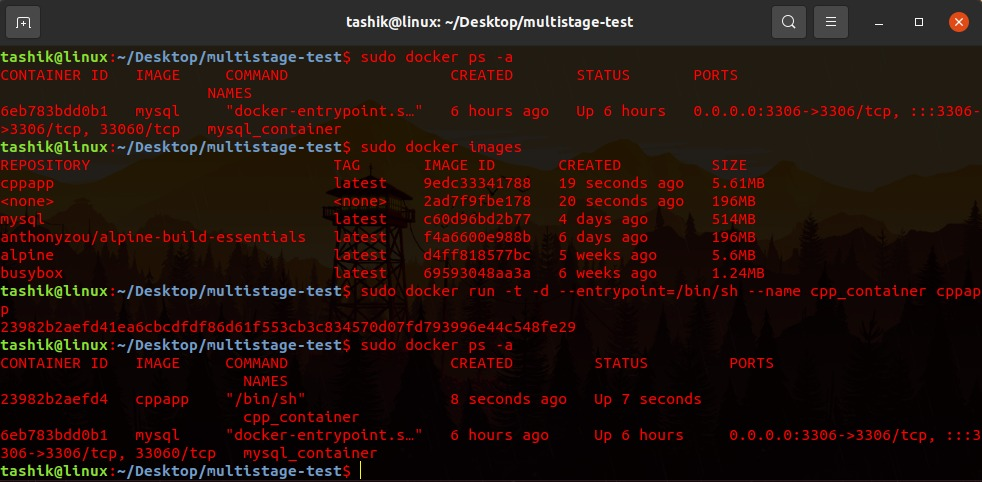 tashik@linux: ~/Desktop/multistage-test
tashik@linux:~/Desktop/multistage-test$ sudo docker ps -a
CONTAINER ID   IMAGE     COMMAND                  CREATED       STATUS       PORTS
                       NAMES
6eb783bdd0b1   mysql     "docker-entrypoint.s…"   6 hours ago   Up 6 hours   0.0.0.0:3306->3306/tcp, :::3306-
>3306/tcp, 33060/tcp   mysql_container
tashik@linux:~/Desktop/multistage-test$ sudo docker images
REPOSITORY                           TAG       IMAGE ID       CREATED          SIZE
cppapp                               latest    9edc33341788   19 seconds ago   5.61MB
<none>                               <none>    2ad7f9fbe178   20 seconds ago   196MB
mysql                                latest    c60d96bd2b77   4 days ago       514MB
anthonyzou/alpine-build-essentials   latest    f4a6600e988b   6 days ago       196MB
alpine                               latest    d4ff818577bc   5 weeks ago      5.6MB
busybox                              latest    69593048aa3a   6 weeks ago      1.24MB
tashik@linux:~/Desktop/multistage-test$ sudo docker run -t -d --entrypoint=/bin/sh --name cpp_container cppap
p
23982b2aefd41ea6cbcdfdf86d61f553cb3c834570d07fd793996e44c548fe29
tashik@linux:~/Desktop/multistage-test$ sudo docker ps -a
CONTAINER ID   IMAGE     COMMAND                  CREATED         STATUS         PORTS
                           NAMES
23982b2aefd4   cppapp    "/bin/sh"                8 seconds ago   Up 7 seconds
                           cpp_container
6eb783bdd0b1   mysql     "docker-entrypoint.s…"   6 hours ago     Up 6 hours     0.0.0.0:3306->3306/tcp, :::3
306->3306/tcp, 33060/tcp   mysql_container
tashik@linux:~/Desktop/multistage-test$